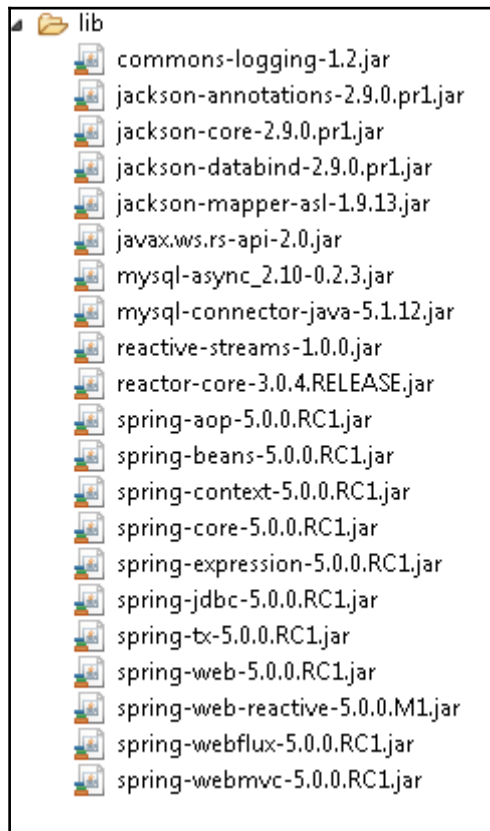 lib
commons-logging-1.2.jar
jackson-annotations-2.9.0.pr1.jar
jackson-core-2.9.0.pr1.jar
jackson-databind-2.9.0.pr1.jar
jackson-mapper-asl-1.9.13.jar
javax.ws.rs-api-2.0.jar
mysql-async_2.10-0.2.3.jar
mysql-connector-java-5.1.12.jar
reactive-streams-1.0.0.jar
reactor-core-3.0.4.RELEASE.jar
spring-aop-5.0.0.RC1.jar
spring-beans-5.0.0.RC1.jar
spring-context-5.0.0.RC1.jar
spring-core-5.0.0.RC1.jar
spring-expression-5.0.0.RC1.jar
spring-jdbc-5.0.0.RC1.jar
spring-tx-5.0.0.RC1.jar
spring-web-5.0.0.RC1.jar
spring-web-reactive-5.0.0.M1.jar
spring-webflux-5.0.0.RC1.jar
spring-webmvc-5.0.0.RC1.jar